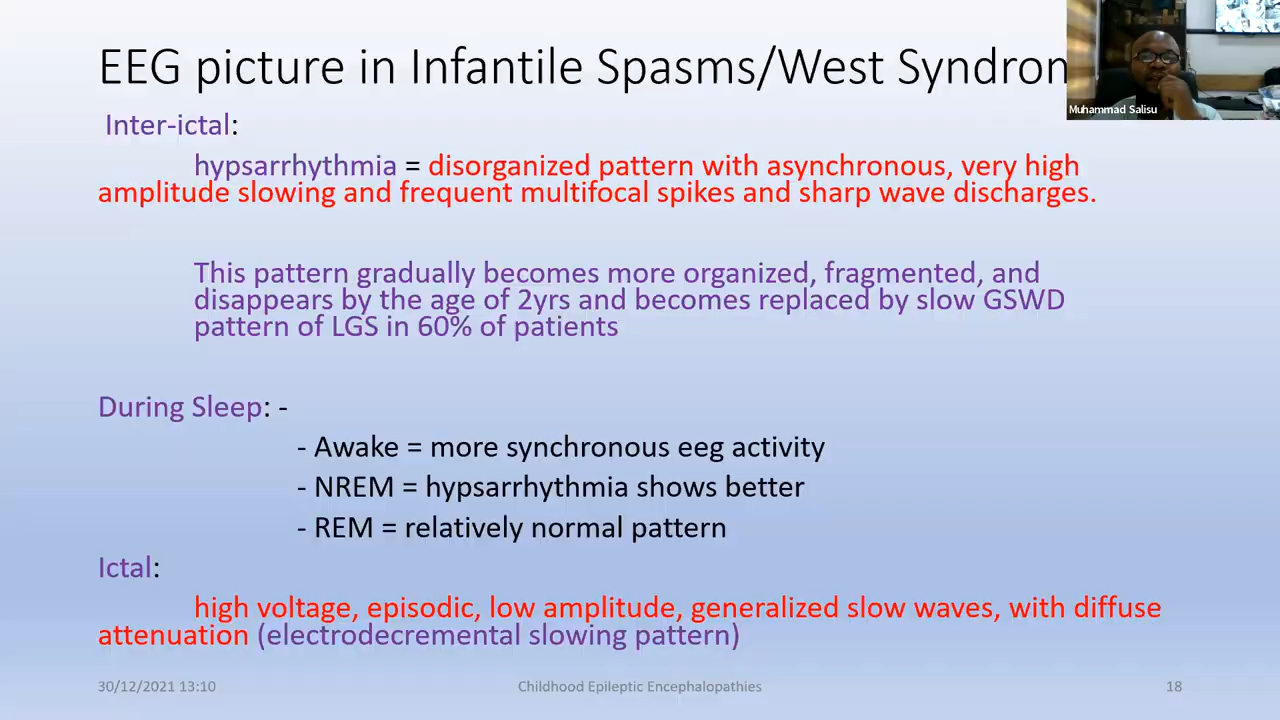 EEG picture in Infantile Spasms/West Syndrom
Muhammad Salisu
Inter-ictal:
hypsarrhythmia = disorganized pattern with asynchronous, very high
amplitude slowing and frequent multifocal spikes and sharp wave discharges.
This pattern gradually becomes more organized, fragmented, and
disappears by the age of 2yrs and becomes replaced by slow GSWD
pattern of LGS in 60% of patients
During Sleep: -
- Awake = more synchronous eeg activity
- NREM = hypsarrhythmia shows better
- REM = relatively normal pattern
Ictal:
high voltage, episodic, low amplitude, generalized slow waves, with diffuse
attenuation (electrodecremental slowing pattern)
30/12/2021 13:10 Childhood Epileptic Encephalopathies 18